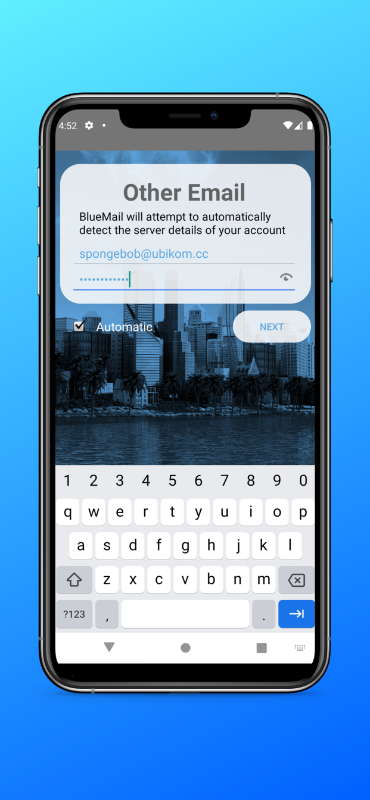 4:52
Other Email
BlueMail will attempt to automatically
detect the server details of your account
spongebob@ubikom.cc
••••••••••••
Automatic
NEXT
1 2 3 4 5 6 7 8 9 0
q w e r t y u i o p
a s d f g h j k l
z x c v b n m
?123 , .